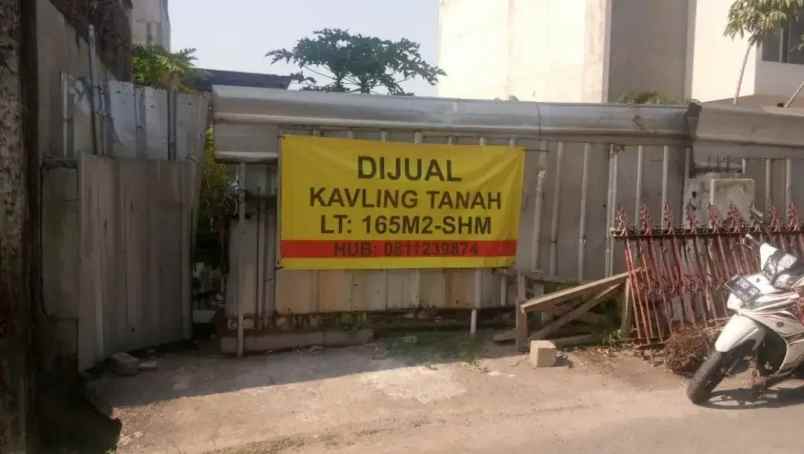 DIJUAL
KAVLING TANAH
LT: 165M2-SHM
HUB: 0811239874